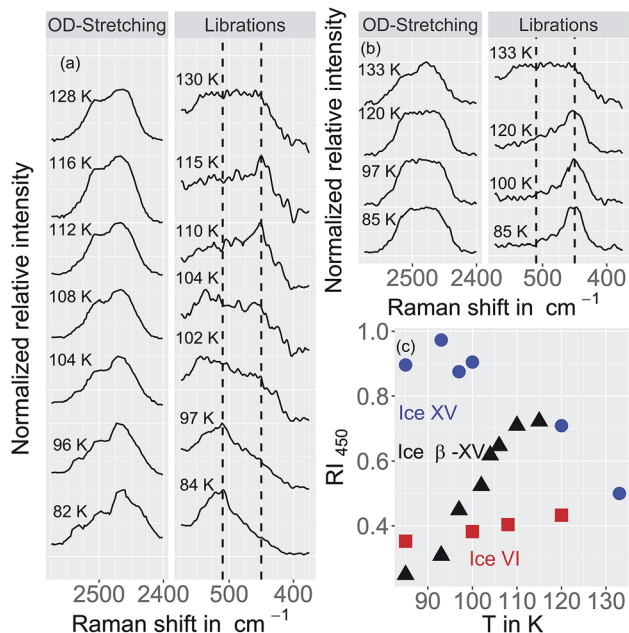 OD-Stretching
Librations
(a)
128 K
116 K
112 K
108 K
104 K
96 K
82 K
130 K
115 K
110 K
104 K
102 K
97 K
84 K
Normalized relative intensity
2500
2400
500
400
Raman shift in cm⁻¹
OD-Stretching
Librations
(b)
133 K
120 K
97 K
85 K
133 K
120 K
100 K
85 K
Normalized relative intensity
2500
2400
500
400
Raman shift in cm⁻¹
(c)
1.0
0.8
0.6
0.4
RI 450
Ice XV
Ice β -XV
Ice VI
90
100
110
120
130
T in K